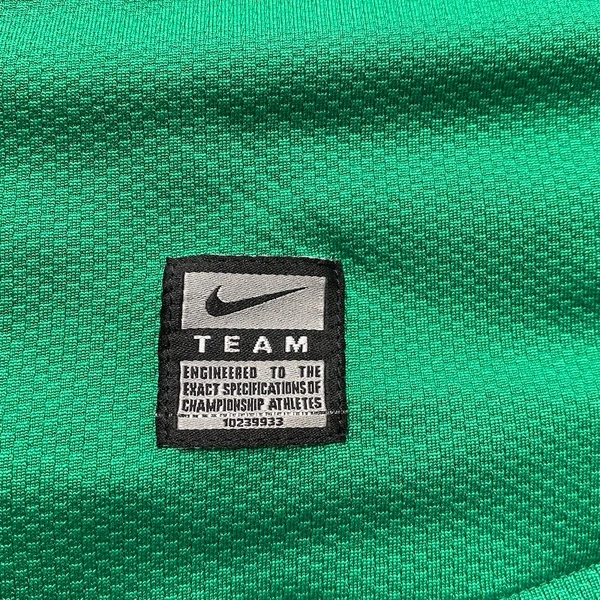 TEAM
ENGINEERED TO THE
EXACT SPECIFICATIONS OF
CHAMPIONSHIP ATHLETES
10239933